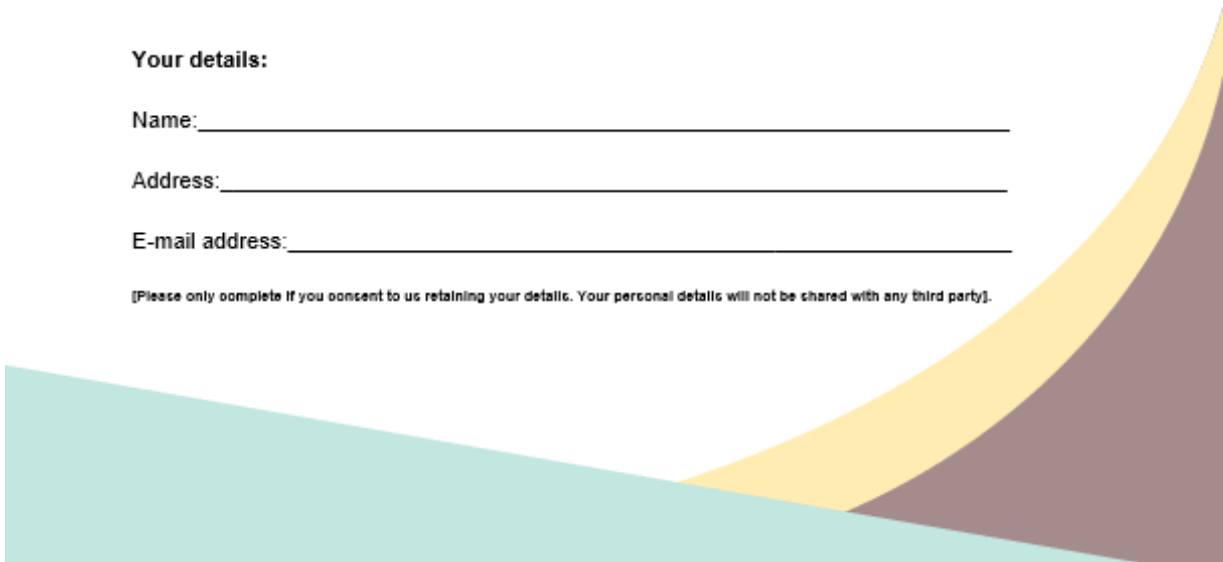 Your details:
Name:
Address:
E-mail address:
[Please only complete if you consent to us retaining your details. Your personal details will not be shared with any third party].